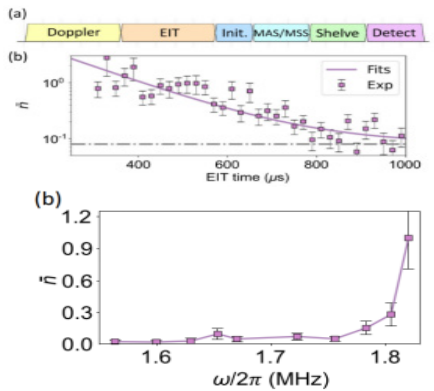 (a)
Doppler EIT Init. MAS/MSS Shelve Detect
(b)
Fits
Exp
10⁰
n̄
10⁻¹
400 600 800 1000
EIT time (μs)
(b)
1.2
0.9
n̄
0.6
0.3
0.0
1.6 1.7 1.8
ω/2π (MHz)